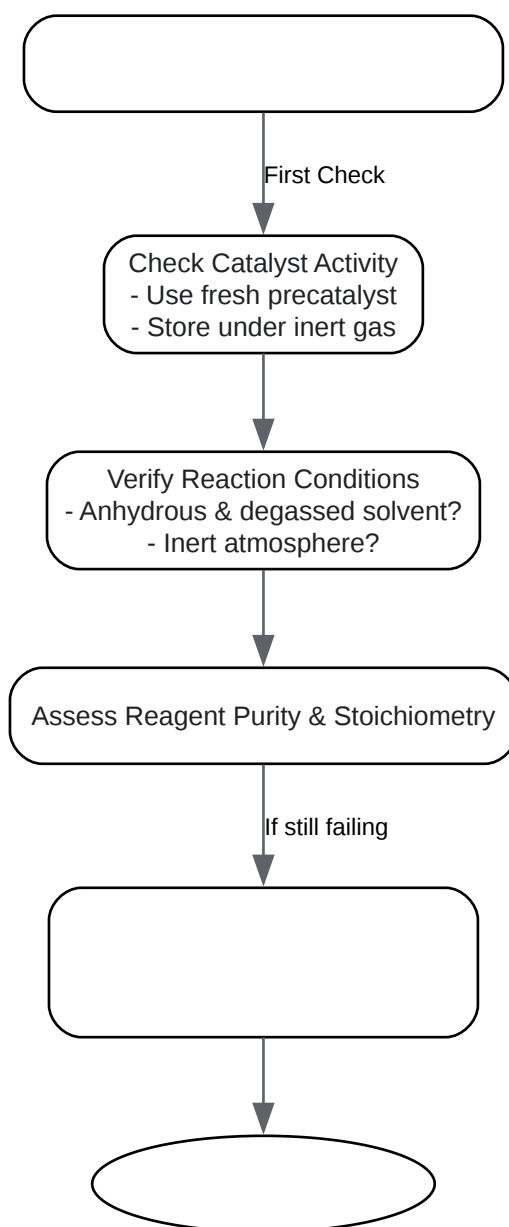 First Check
Check Catalyst Activity
- Use fresh precatalyst
- Store under inert gas
Verify Reaction Conditions
- Anhydrous & degassed solvent?
- Inert atmosphere?
Assess Reagent Purity & Stoichiometry
If still failing